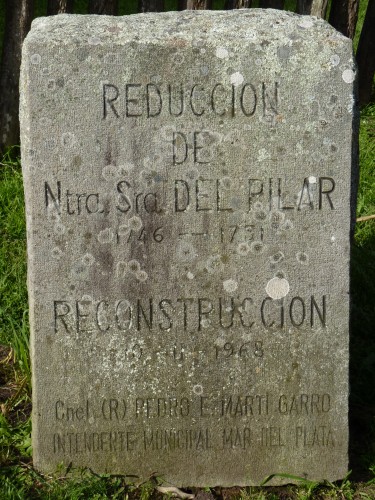 REDUCCION
DE
Ntra. Sra. DEL PILAR
1746 — 1751
RECONSTRUCCION
1968
Cnel. (R) PEDRO E. MARTI GARRO
INTENDENTE MUNICIPAL MAR DEL PLATA